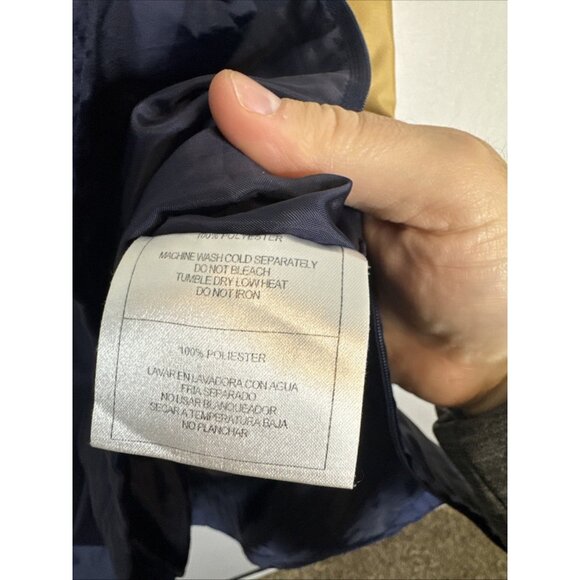 100% POLYESTER
MACHINE WASH COLD SEPARATELY
DO NOT BLEACH
TUMBLE DRY LOW HEAT
DO NOT IRON
100% POLIESTER
LAVAR EN LAVADORA CON AGUA
FRIA SEPARADO
NO USAR BLANQUEADOR
SECAR A TEMPERATURA BAJA
NO PLANCHAR